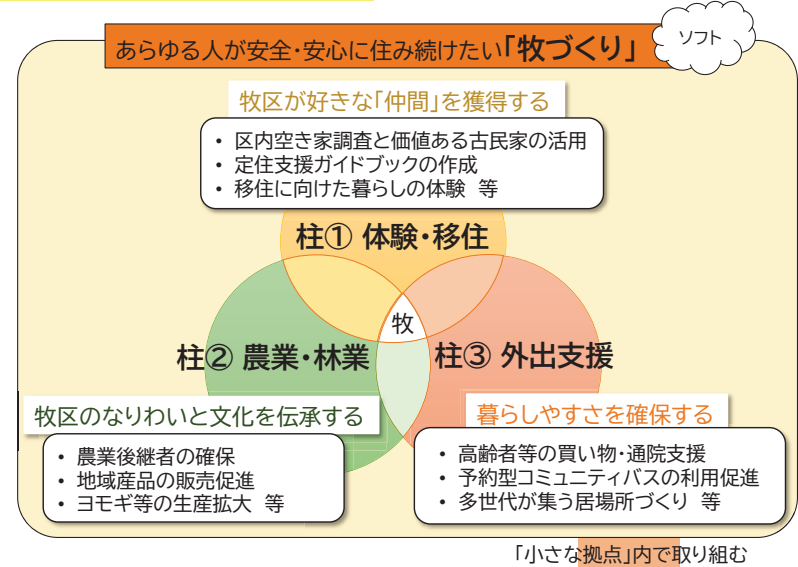 あらゆる人が安全・安心に住み続けたい「牧づくり」
ソフト
牧区が好きな「仲間」を獲得する
・ 区内空き家調査と価値ある古民家の活用
・ 定住支援ガイドブックの作成
・ 移住に向けた暮らしの体験 等
柱① 体験・移住
牧
柱② 農業・林業
柱③ 外出支援
牧区のなりわいと文化を伝承する
・ 農業後継者の確保
・ 地域産品の販売促進
・ ヨモギ等の生産拡大 等
暮らしやすさを確保する
・ 高齢者等の買い物・通院支援
・ 予約型コミュニティバスの利用促進
・ 多世代が集う居場所づくり 等
「小さな拠点」内で取り組む